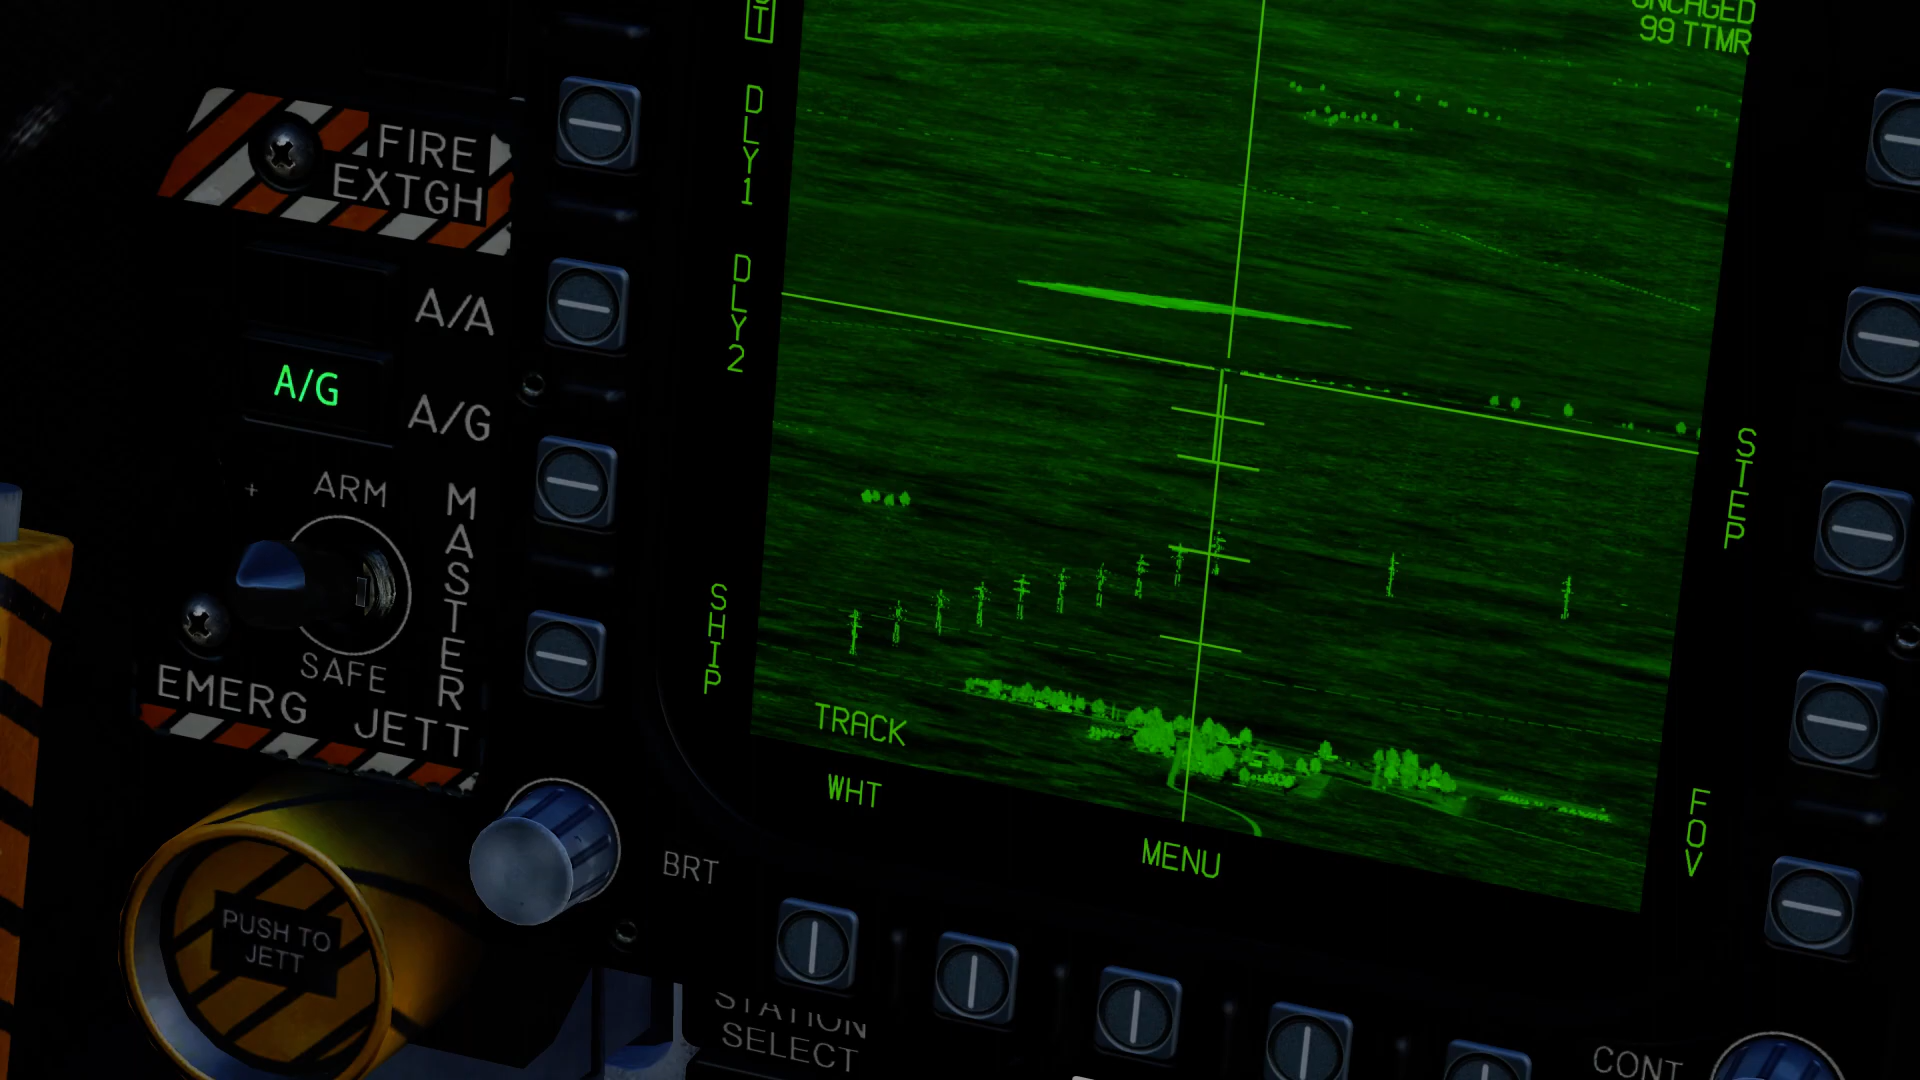 FIRE
EXTGH
A/A
A/G
A/G
ARM
SAFE
MASTER
EMERG JETT
PUSH TO
JETT
BRT
STATION
SELECT
CONT
DLY1
DLY2
SHIP
TRACK
WHT
MENU
99 TTMR
STEP
FOV